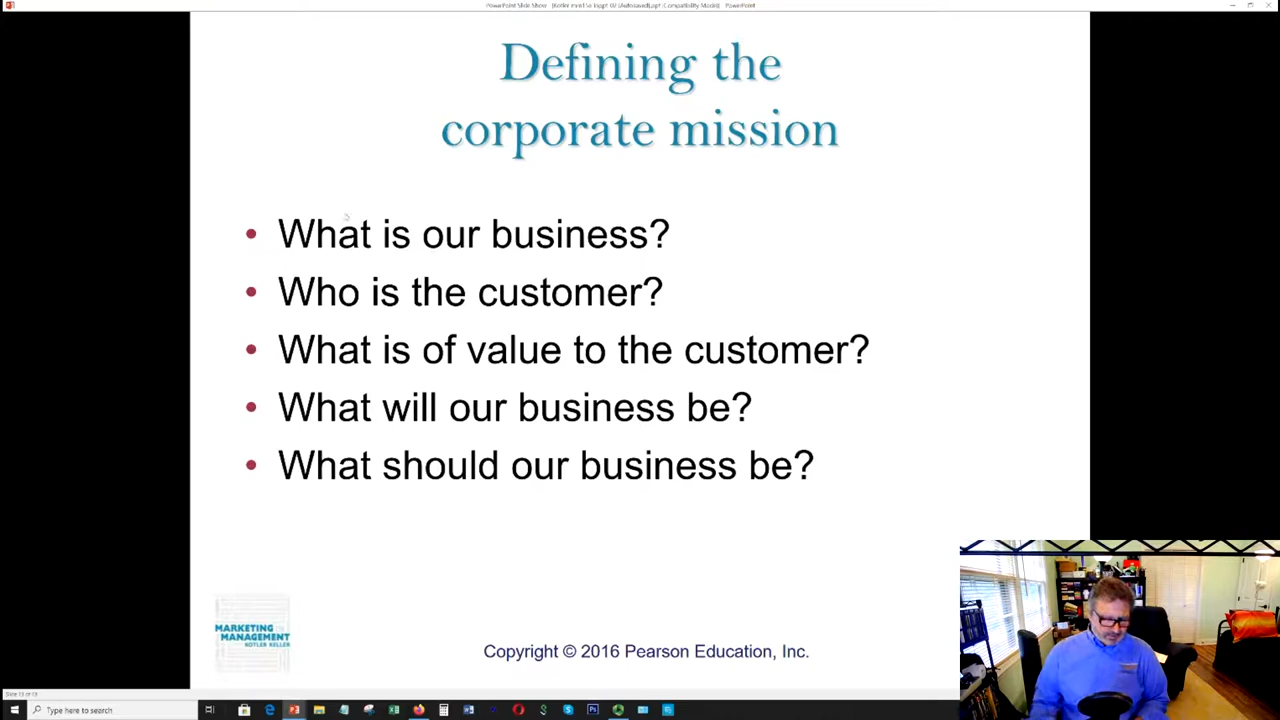 Defining the
corporate mission
• What is our business?
• Who is the customer?
• What is of value to the customer?
• What will our business be?
• What should our business be?
MARKETING
MANAGEMENT
KOTLER KELLER
Copyright © 2016 Pearson Education, Inc.
Type here to search